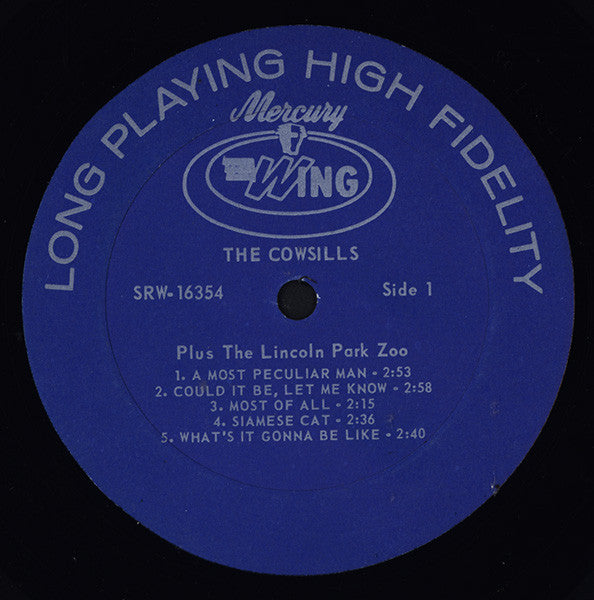 LONG PLAYING HIGH FIDELITY
Mercury
WING
THE COWSILLS
SRW-16354 Side 1
Plus The Lincoln Park Zoo
1. A MOST PECULIAR MAN - 2:53
2. COULD IT BE, LET ME KNOW - 2:58
3. MOST OF ALL - 2:15
4. SIAMESE CAT - 2:36
5. WHAT'S IT GONNA BE LIKE - 2:40